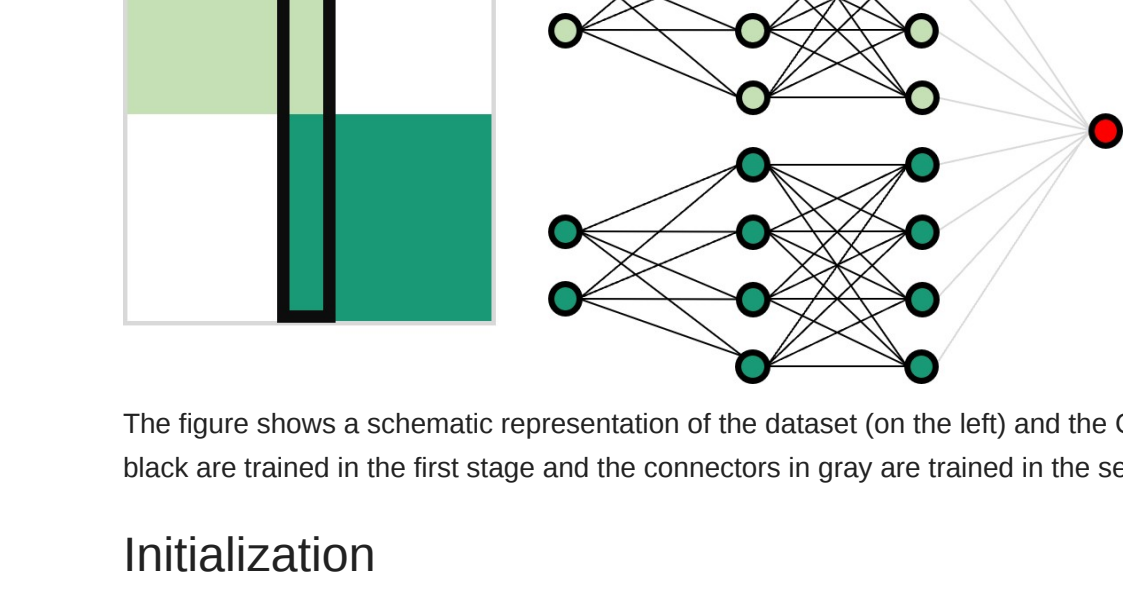 The figure shows a schematic representation of the dataset (on the left) and the
black are trained in the first stage and the connectors in gray are trained in the
Initialization